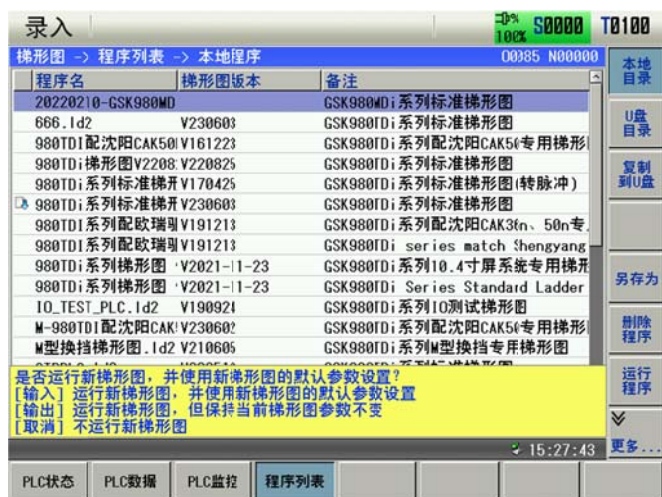 录入 100% S0000 T0100
梯形图 -> 程序列表 -> 本地程序 O0085 N00000
程序名 梯形图版本 备注
20220210-GSK980MD GSK980MDi系列标准梯形图
666.ld2 V230603 GSK980TDi系列标准梯形图
980TDI配沈阳CAK50 V161223 GSK980TDi系列配沈阳CAK50专用梯形
980TDi梯形图V2208 V220825 GSK980TDi系列标准梯形图
980TDi系列标准梯形 V170425 GSK980TDi系列标准梯形图(转脉冲)
980TDi系列标准梯形 V230603 GSK980TDi系列标准梯形图
980TDI系列配欧瑞驱 V191213 GSK980TDi系列配沈阳CAK36n、50n专
980TDI系列配欧瑞驱 V191213 GSK980TDi series match Shengyang
980TDi系列梯形图 V2021-11-23 GSK980TDi系列10.4寸屏系统专用梯形
980TDi系列梯形图 V2021-11-23 GSK980TDi Series Standard Ladder
IO_TEST_PLC.ld2 V190924 GSK980TDi系列IO测试梯形图
M-980TDI配沈阳CAK V230602 GSK980TDi系列配沈阳CAK50专用梯形
M型换挡梯形图.ld2 V210605 GSK980TDi系列M型换挡专用梯形图
是否运行新梯形图，并使用新梯形图的默认参数设置？
[输入] 运行新梯形图，并使用新梯形图的默认参数设置
[输出] 运行新梯形图，但保持当前梯形图参数不变
[取消] 不运行新梯形图
15:27:43
本地
目录
U盘
目录
复制
到U盘
另存为
删除
程序
运行
程序
更多...
PLC状态 PLC数据 PLC监控 程序列表